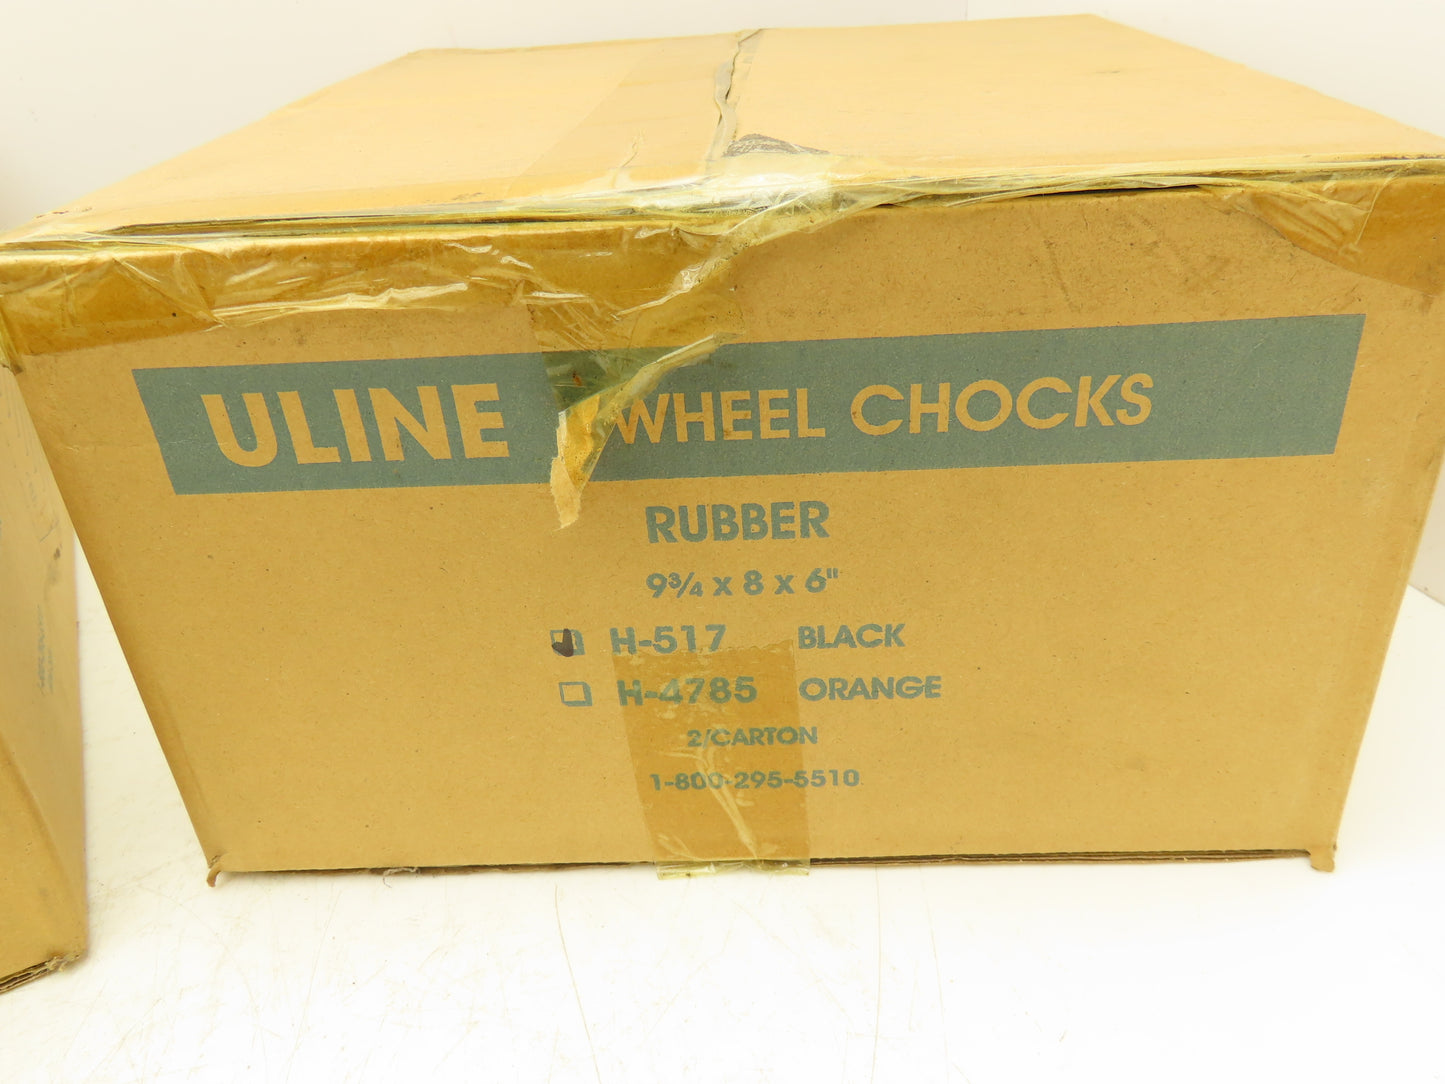 ULINE WHEEL CHOCKS
RUBBER
9¾ x 8 x 6"
H-517 BLACK
H-4785 ORANGE
2/CARTON
1-800-295-5510